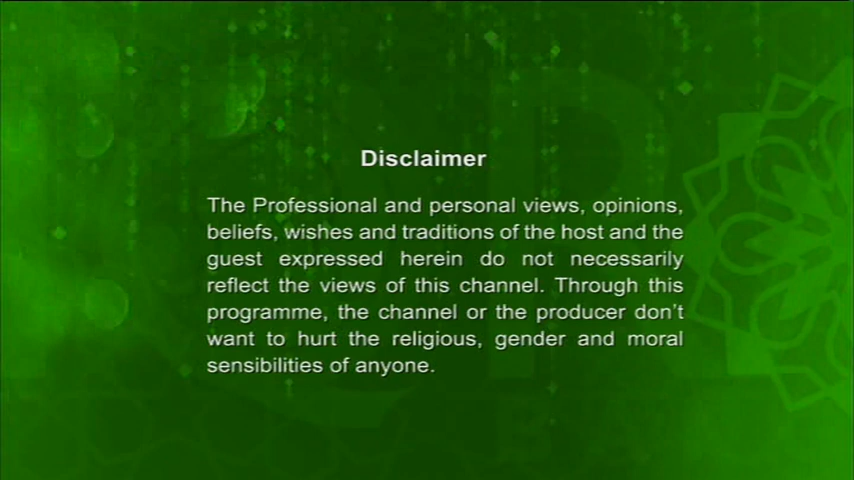 Disclaimer
The Professional and personal views, opinions,
beliefs, wishes and traditions of the host and the
guest expressed herein do not necessarily
reflect the views of this channel. Through this
programme, the channel or the producer don't
want to hurt the religious, gender and moral
sensibilities of anyone.